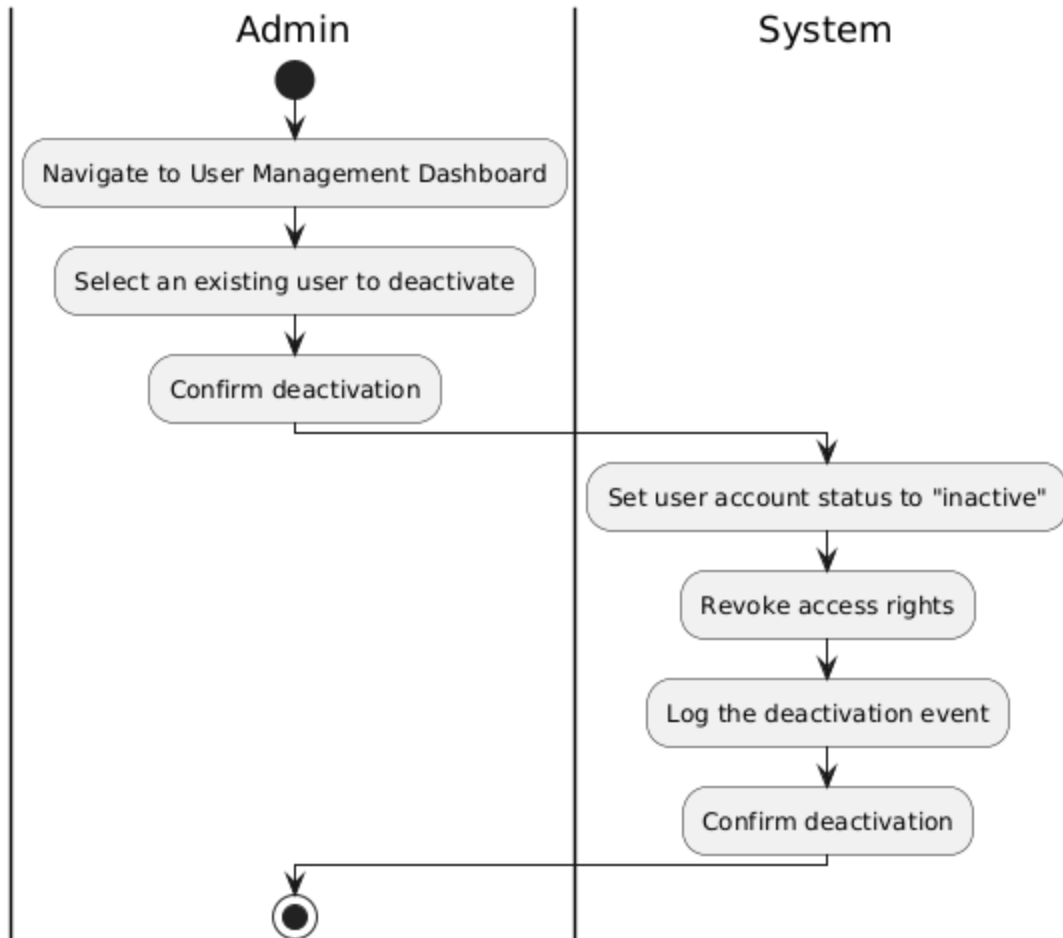 Admin
System
Navigate to User Management Dashboard
Select an existing user to deactivate
Confirm deactivation
Set user account status to "inactive"
Revoke access rights
Log the deactivation event
Confirm deactivation